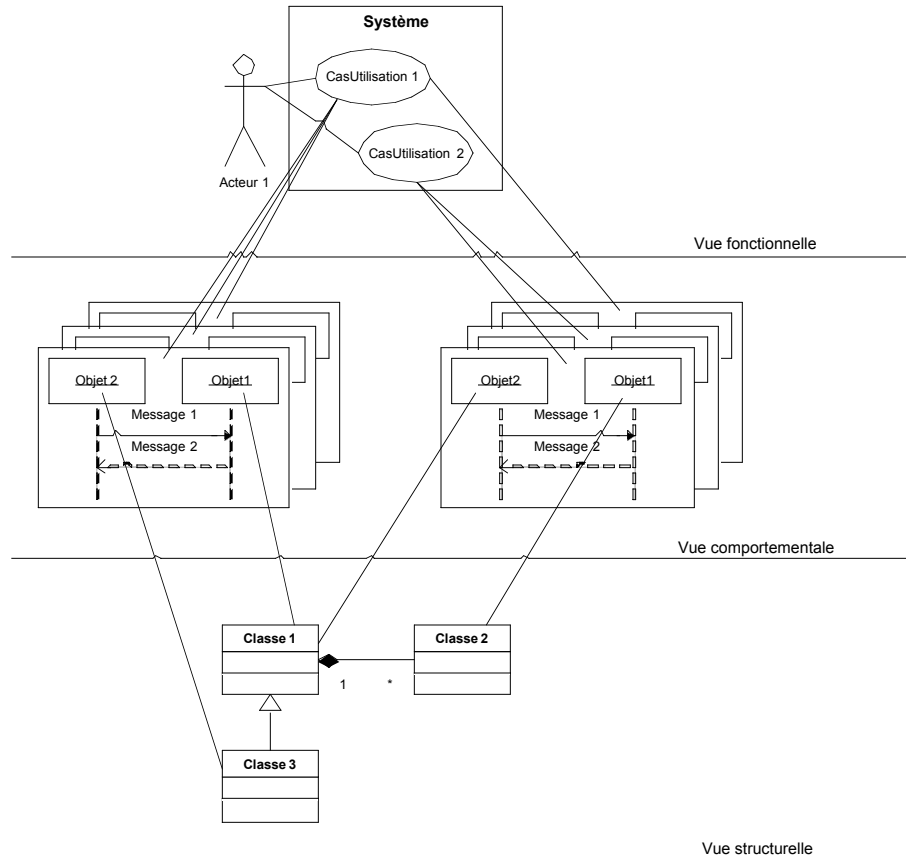 Système
CasUtilisation 1
CasUtilisation 2
Acteur 1
Vue fonctionnelle
Objet 2
Objet1
Message 1
Message 2
Objet2
Objet1
Message 1
Message 2
Vue comportementale
Classe 1
Classe 2
1
*
Classe 3
Vue structurelle